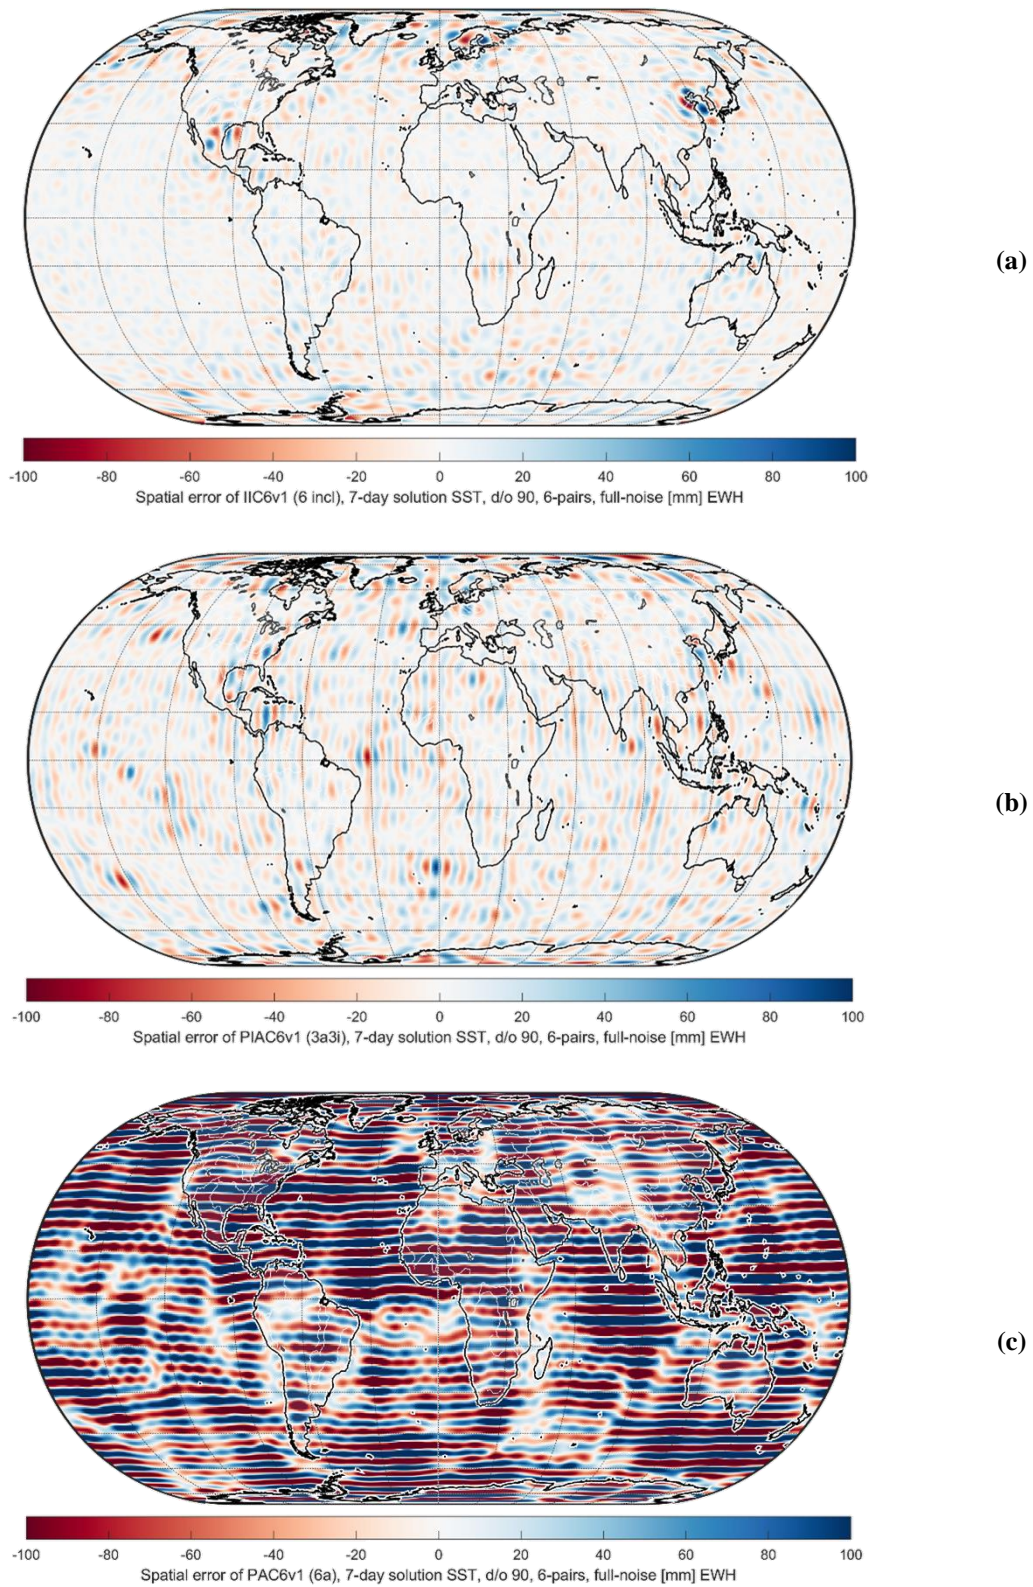 (a)
-100 -80 -60 -40 -20 0 20 40 60 80 100
Spatial error of IIC6v1 (6 incl), 7-day solution SST, d/o 90, 6-pairs, full-noise [mm] EWH
(b)
-100 -80 -60 -40 -20 0 20 40 60 80 100
Spatial error of PIAC6v1 (3a3i), 7-day solution SST, d/o 90, 6-pairs, full-noise [mm] EWH
(c)
-100 -80 -60 -40 -20 0 20 40 60 80 100
Spatial error of PAC6v1 (6a), 7-day solution SST, d/o 90, 6-pairs, full-noise [mm] EWH